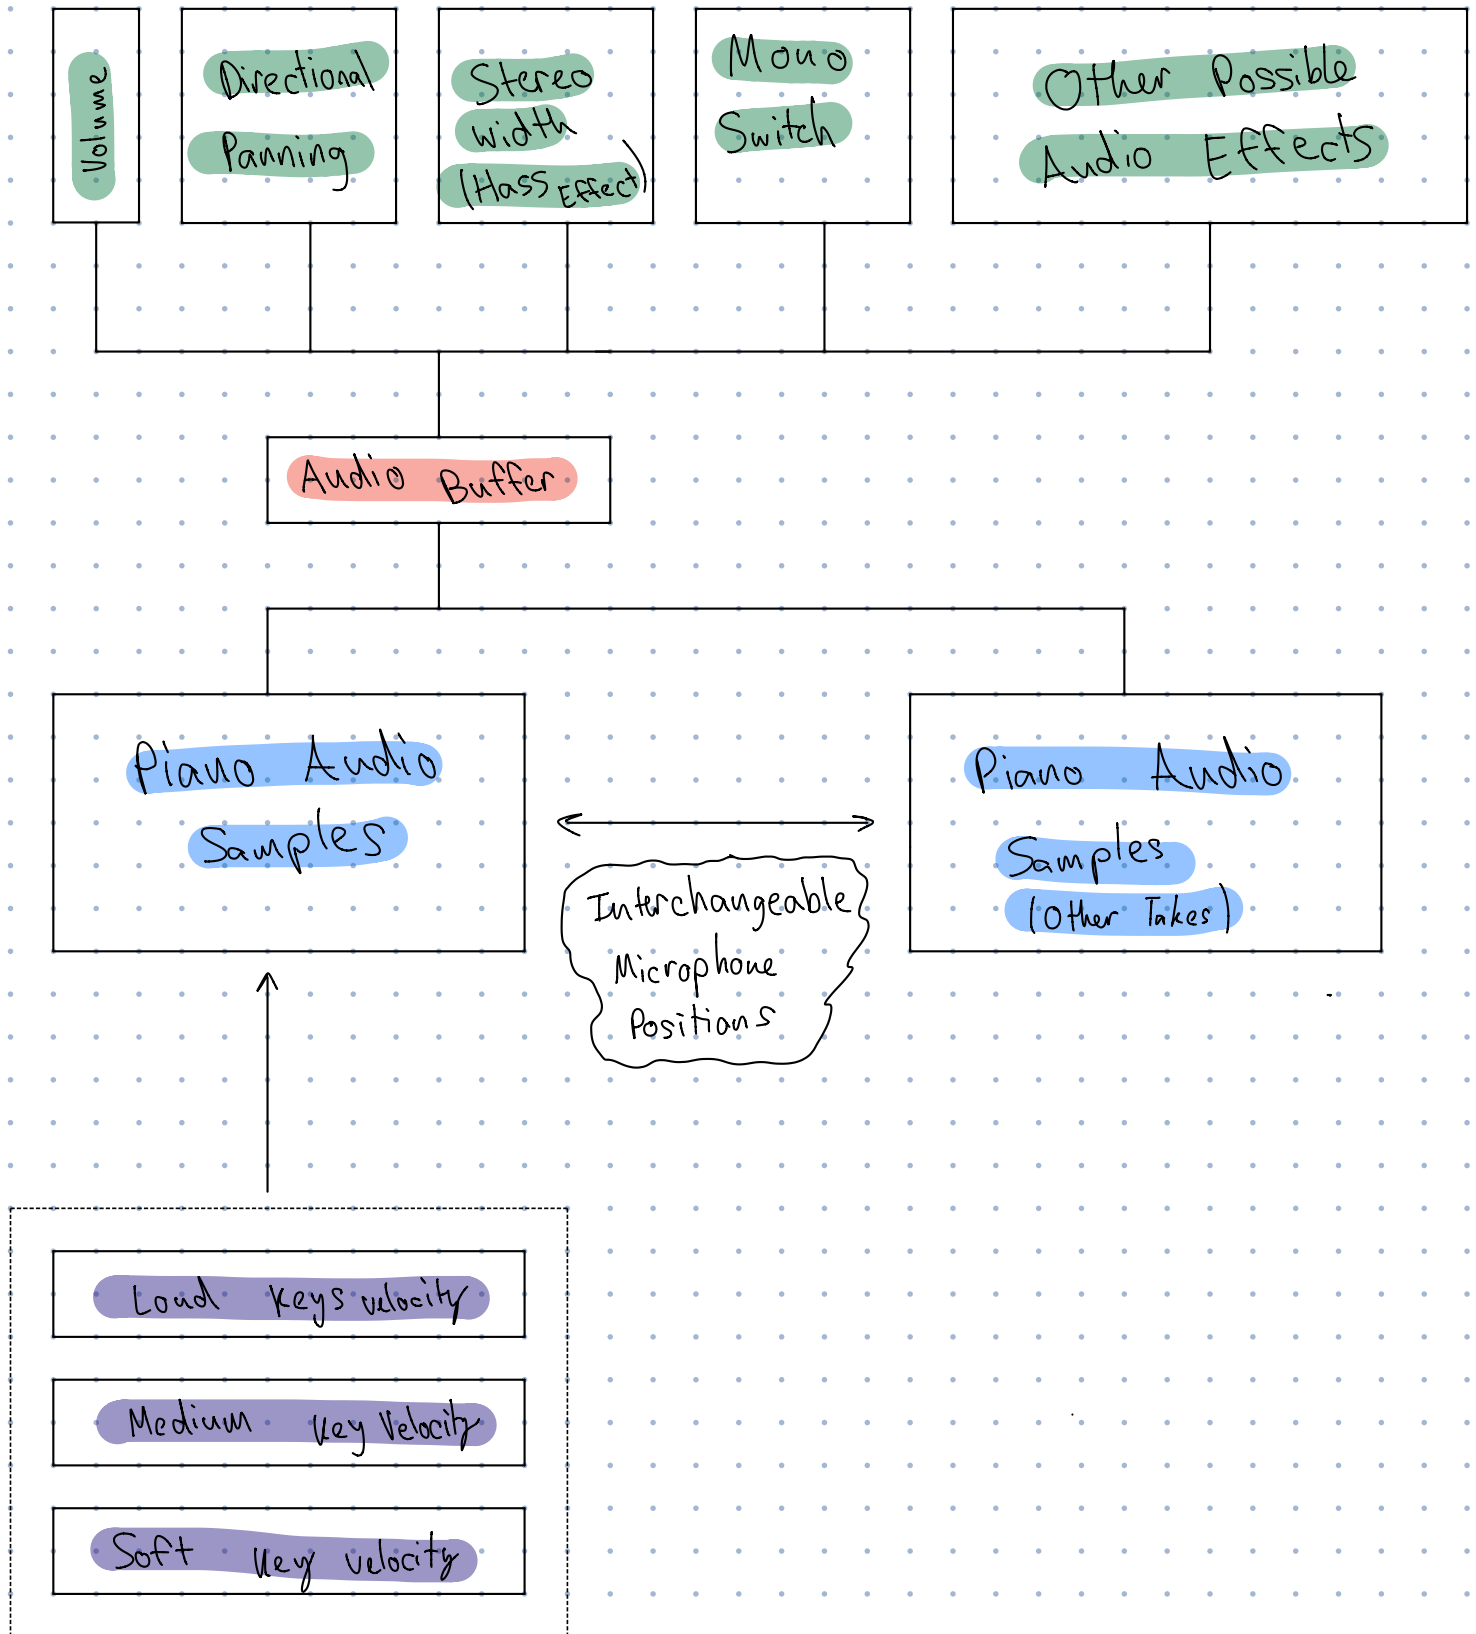 Volume
Directional
Panning
Stereo
width
(Hass Effect)
Mono
Switch
Other Possible
Audio Effects
Audio Buffer
Piano Audio
Samples
Piano Audio
Samples
(Other Takes)
Interchangeable
Microphone
Positians
Loud keys velocity
Medium key Velocity
Soft key velocity